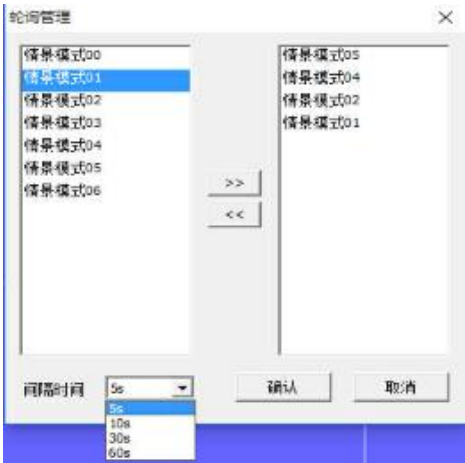 轮询管理
情景模式00
情景模式01
情景模式02
情景模式03
情景模式04
情景模式05
情景模式06
>>
<<
情景模式05
情景模式04
情景模式02
情景模式01
间隔时间
5s
确认
取消
5s
10s
30s
60s